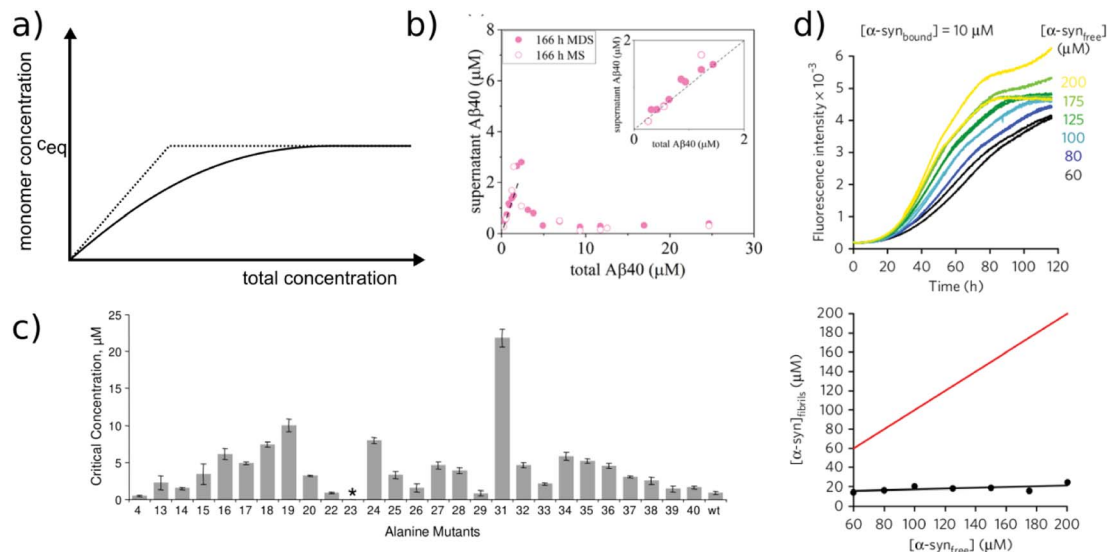 a)
monomer concentration
c_eq
total concentration
b)
166 h MDS
166 h MS
supernatant Aβ40 (μM)
8
6
4
2
0
0 10 20 30
total Aβ40 (μM)
supernatant Aβ40 (μM)
2
0 2
total Aβ40 (μM)
c)
Critical Concentration, μM
25
20
15
10
5
0
*
4 13 14 15 16 17 18 19 20 22 23 24 25 26 27 28 29 31 32 33 34 35 36 37 38 39 40 wt
Alanine Mutants
d)
[α-syn_bound] = 10 μM
[α-syn_free]
(μM)
200
175
125
100
80
60
Fluorescence intensity × 10⁻³
6
5
4
3
2
1
0
0 20 40 60 80 100 120
Time (h)
[α-syn]_fibrils (μM)
200
180
160
140
120
100
80
60
40
20
0
60 80 100 120 140 160 180 200
[α-syn_free] (μM)